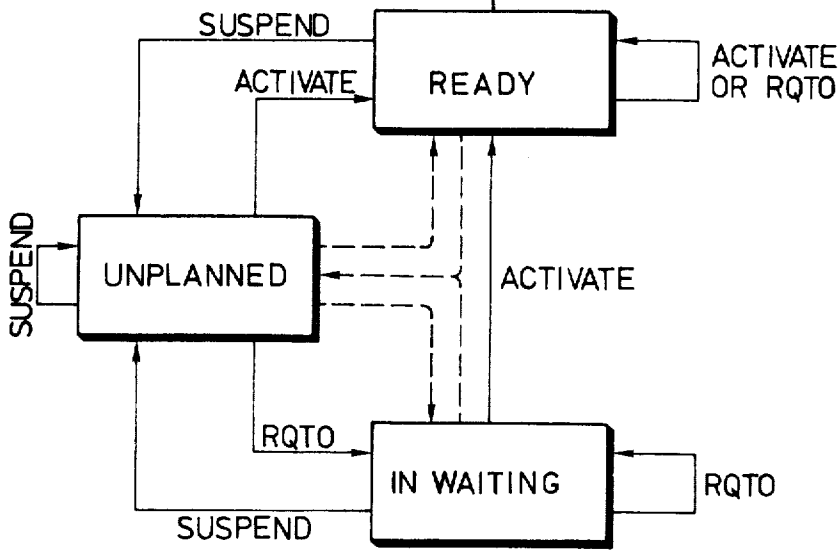 SUSPEND
ACTIVATE
READY
ACTIVATE
OR RQTO
SUSPEND
UNPLANNED
ACTIVATE
RQTO
IN WAITING
RQTO
SUSPEND